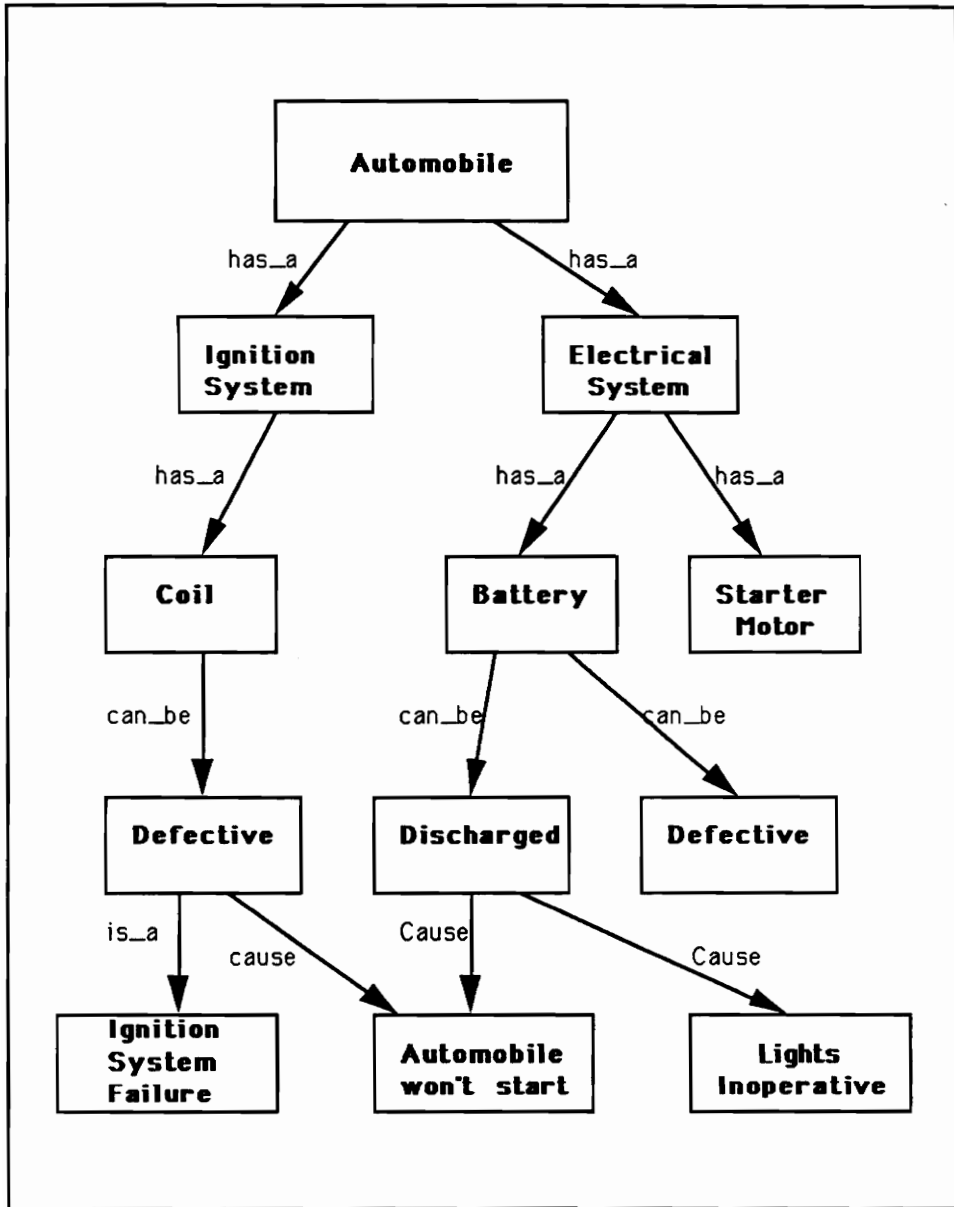 Automobile
has_a
has_a
Ignition
System
Electrical
System
has_a
has_a
has_a
Coil
Battery
Starter
Motor
can_be
can_be
can_be
Defective
Discharged
Defective
is_a
cause
Cause
Cause
Ignition
System
Failure
Automobile
won't start
Lights
Inoperative